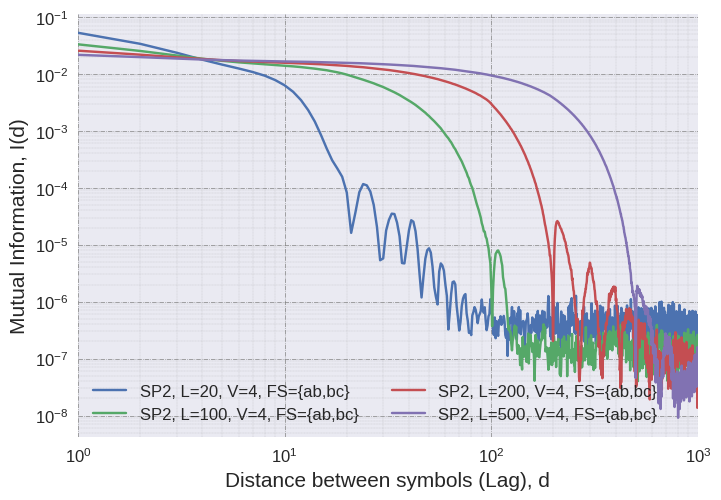 10⁻¹
10⁻²
10⁻³
10⁻⁴
10⁻⁵
10⁻⁶
10⁻⁷
10⁻⁸
Mutual Information, I(d)
SP2, L=20, V=4, FS={ab,bc}
SP2, L=100, V=4, FS={ab,bc}
SP2, L=200, V=4, FS={ab,bc}
SP2, L=500, V=4, FS={ab,bc}
10⁰ 10¹ 10² 10³
Distance between symbols (Lag), d